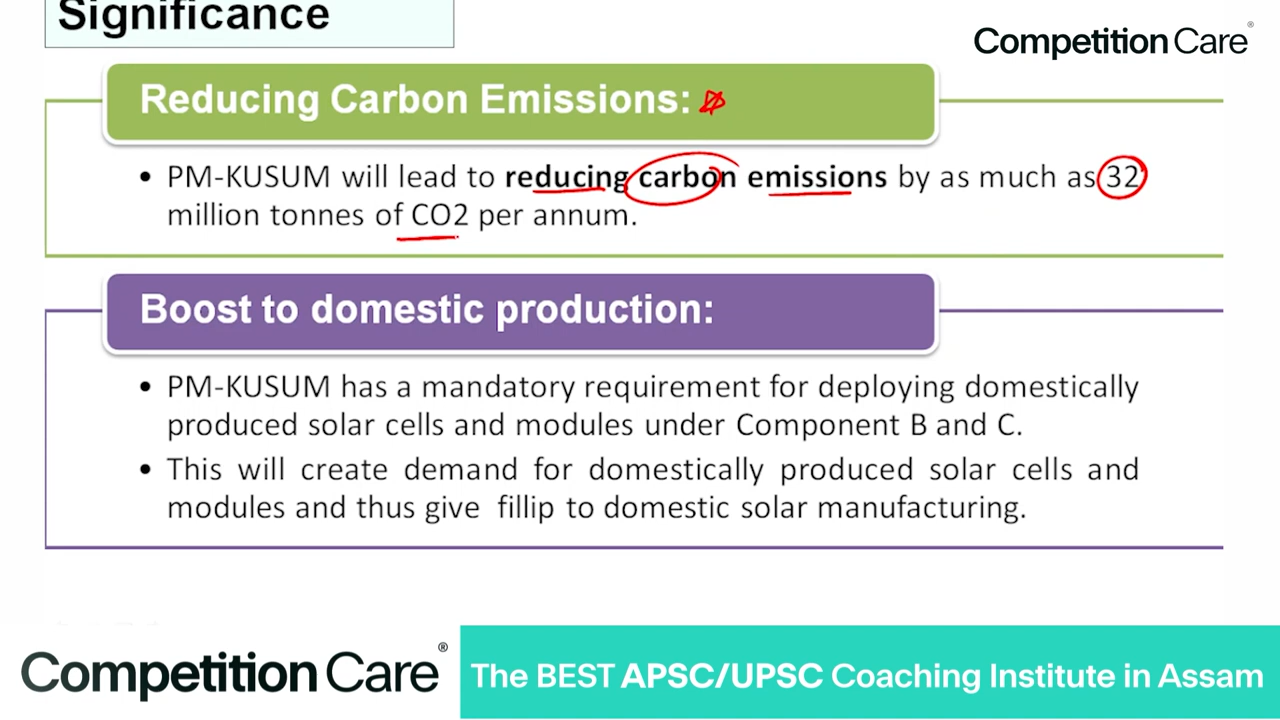 Significance
Competition Care®
Reducing Carbon Emissions:
• PM-KUSUM will lead to reducing carbon emissions by as much as 32
million tonnes of CO2 per annum.
Boost to domestic production:
• PM-KUSUM has a mandatory requirement for deploying domestically
produced solar cells and modules under Component B and C.
• This will create demand for domestically produced solar cells and
modules and thus give fillip to domestic solar manufacturing.
Competition Care®
The BEST APSC/UPSC Coaching Institute in Assam